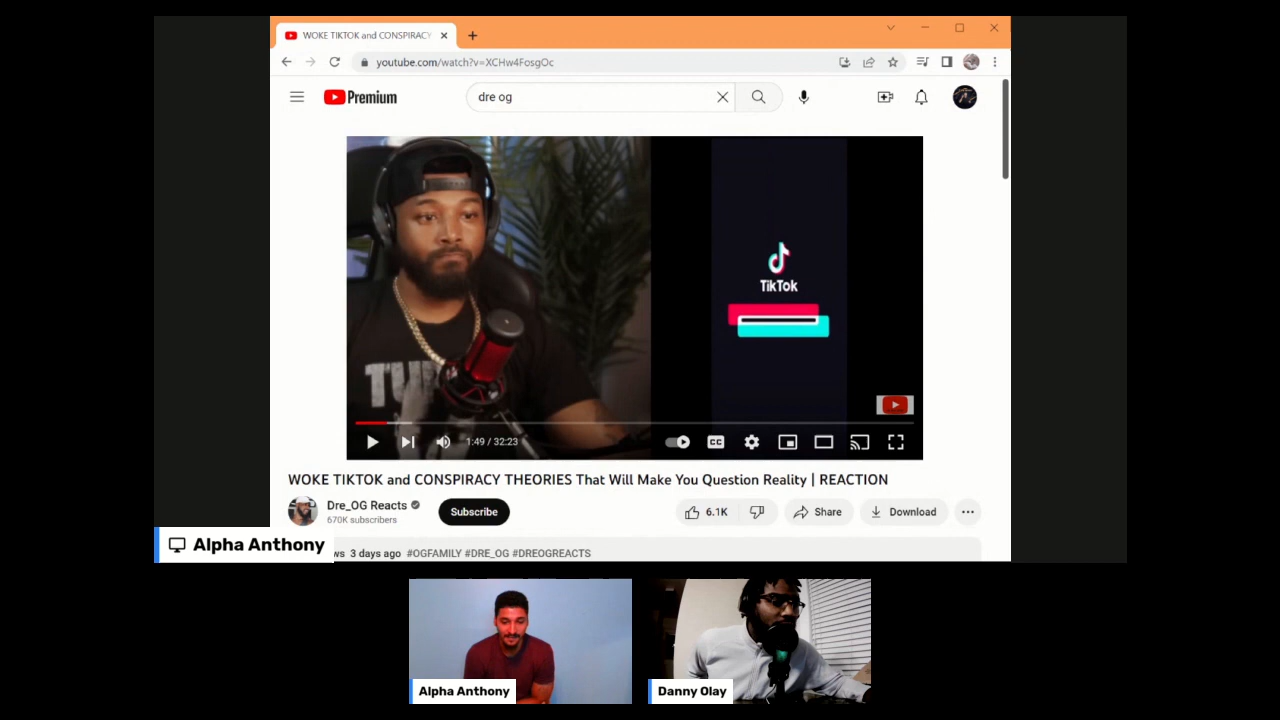 WOKE TIKTOK and CONSPIRACY
youtube.com/watch?v=XCHw4FosgOc
Premium
dre og
TikTok
CC
1:49 / 32:23
WOKE TIKTOK and CONSPIRACY THEORIES That Will Make You Question Reality | REACTION
Dre_OG Reacts
670K subscribers
Subscribe
6.1K
Share
Download
3 days ago #OGFAMILY #DRE_OG #DREOGREACTS
Alpha Anthony
Alpha Anthony
Danny Olay